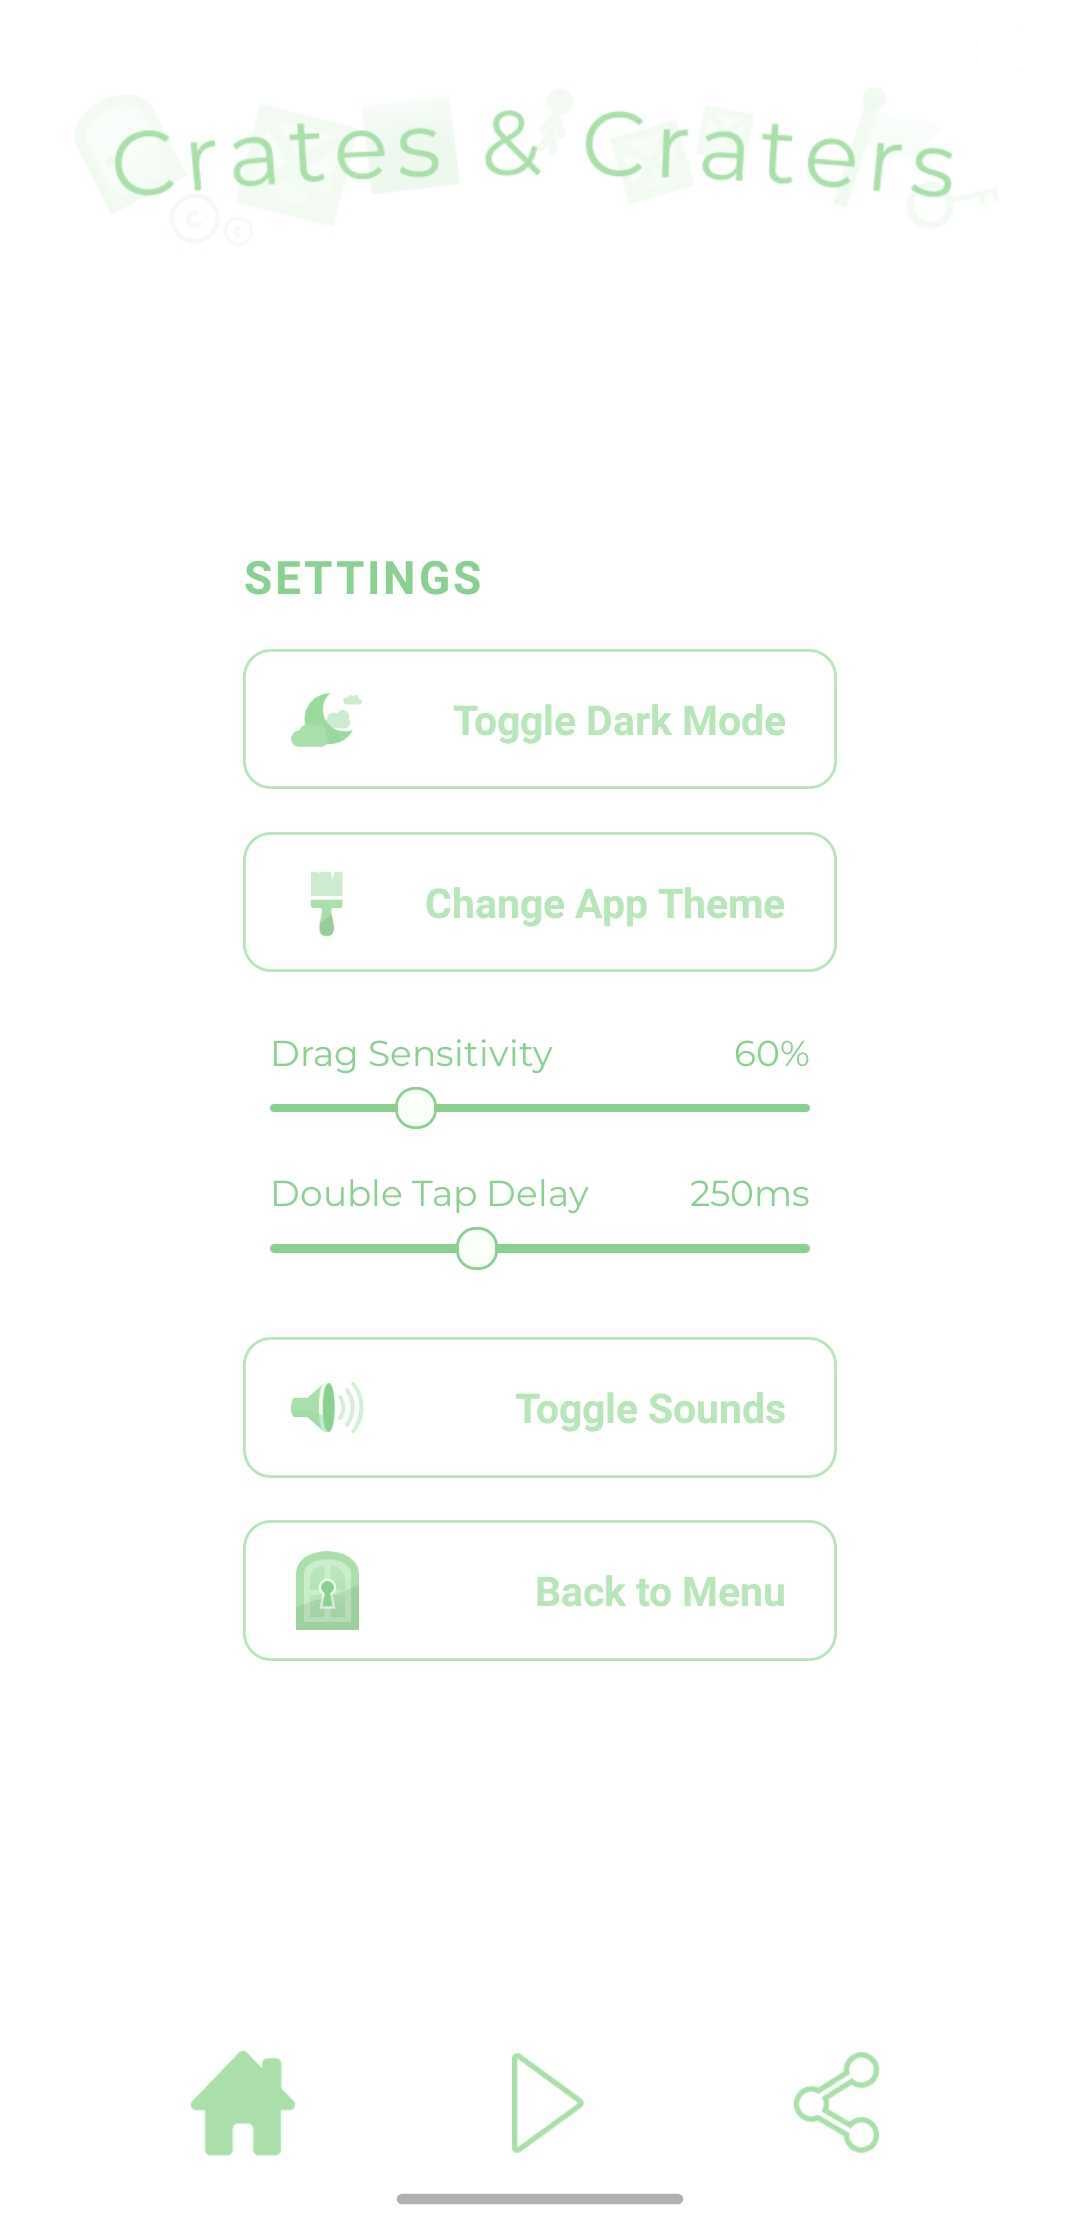 Crates & Craters
SETTINGS
Toggle Dark Mode
Change App Theme
Drag Sensitivity 60%
Double Tap Delay 250ms
Toggle Sounds
Back to Menu